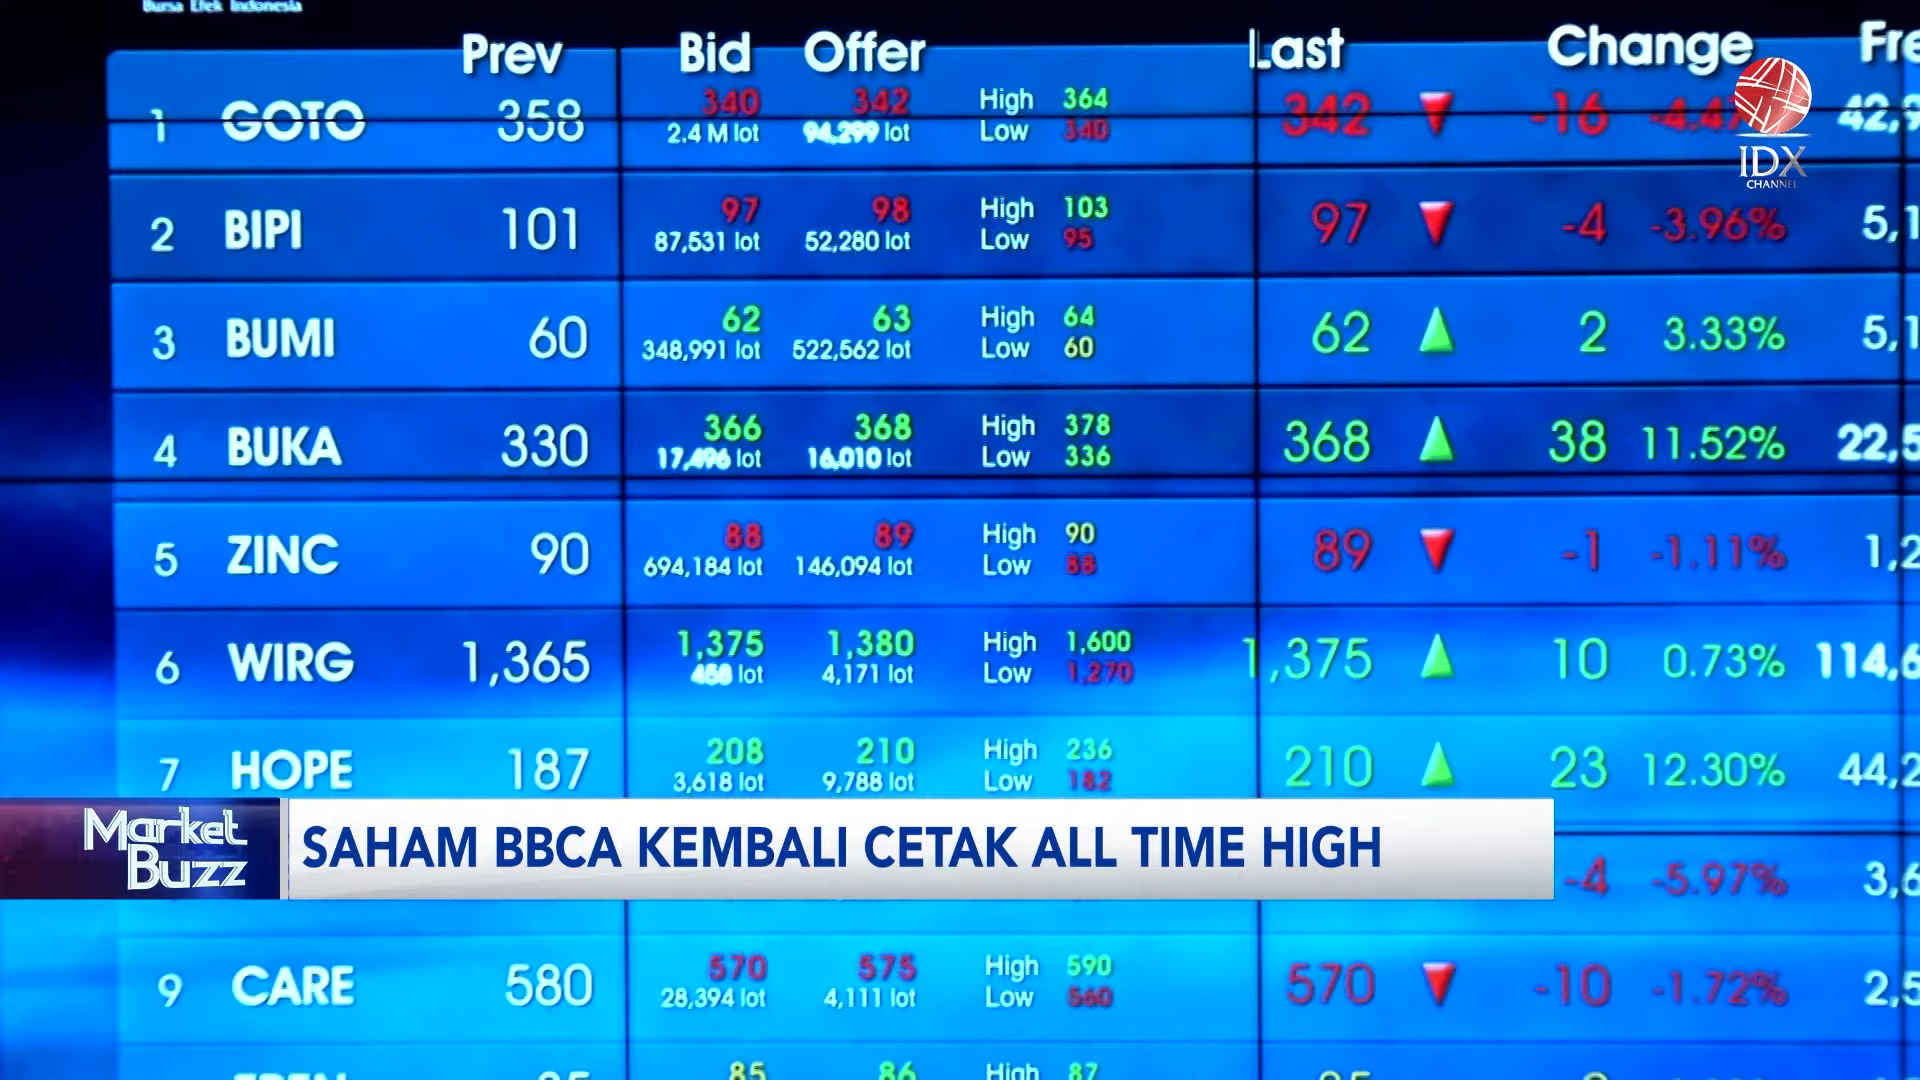 Bursa Efek Indonesia
Prev Bid Offer Last Change
1 GOTO 358 340 342 High 364 342 -16
2.4 M lot 94,299 lot Low 340
2 BIPI 101 97 98 High 103 97 -4 -3.96%
87,531 lot 52,280 lot Low 95
3 BUMI 60 62 63 High 64 62 2 3.33%
348,991 lot 522,562 lot Low 60
4 BUKA 330 366 368 High 378 368 38 11.52%
17,496 lot 16,010 lot Low 336
5 ZINC 90 88 89 High 90 89 -1 -1.11%
694,184 lot 146,094 lot Low 88
6 WIRG 1,365 1,375 1,380 High 1,600 1,375 10 0.73%
lot 4,171 lot Low 1,270
7 HOPE 187 208 210 High 236 210 23 12.30%
3,618 lot 9,788 lot Low 182
-4 -5.97%
9 CARE 580 570 575 High 590 570 -10 -1.72%
28,394 lot 4,111 lot Low 560
85 86 High 87
IDX
CHANNEL
Market
Buzz
SAHAM BBCA KEMBALI CETAK ALL TIME HIGH